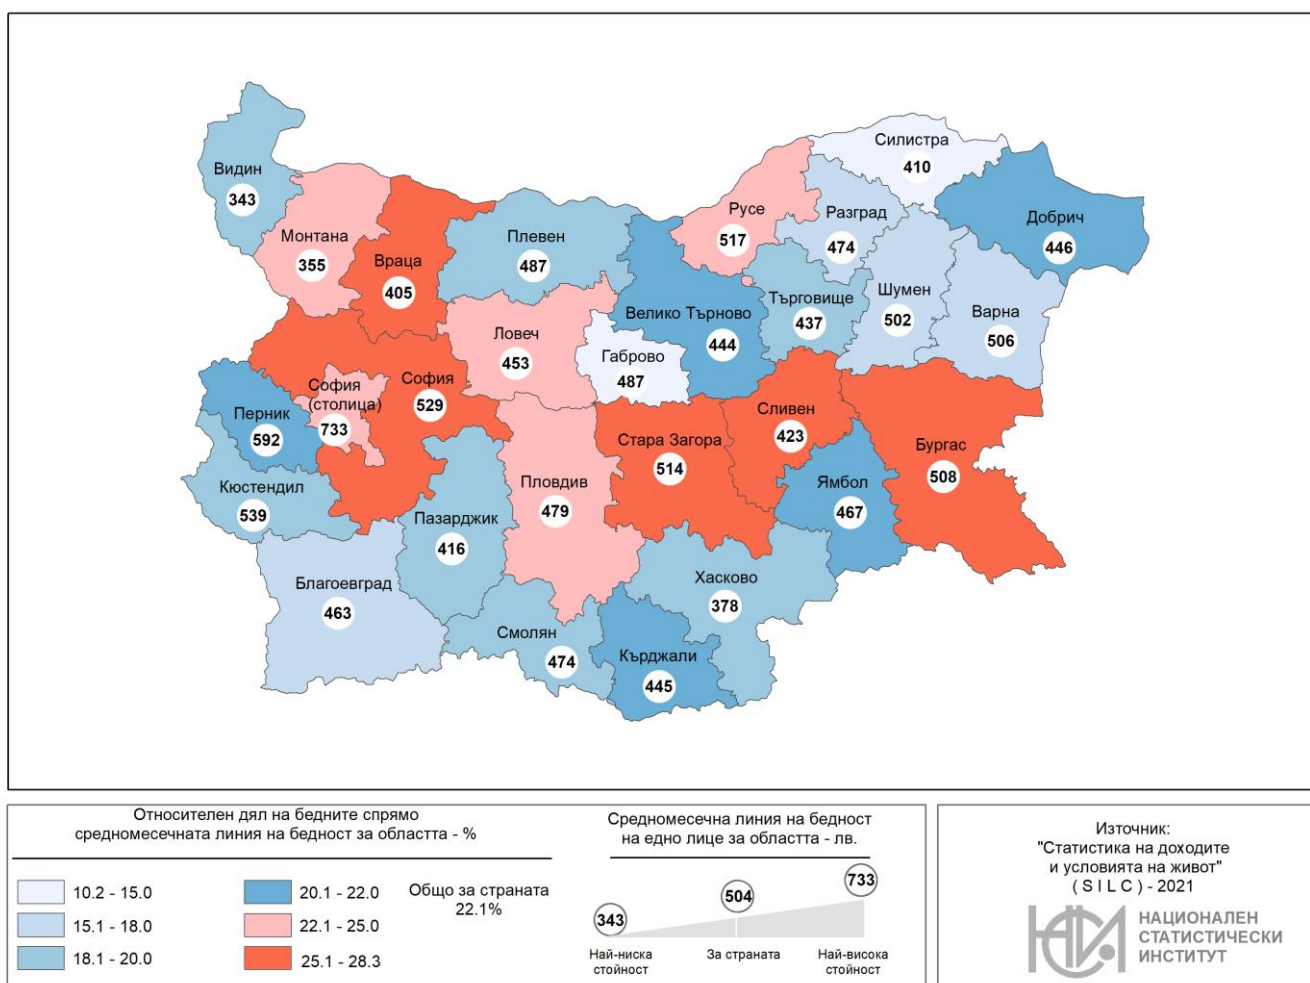 Силистра
410
Видин
343
Добрич
446
Русе
517
Разград
474
Монтана
355
Плевен
487
Враца
405
Шумен
502
Търговище
437
Варна
506
Велико Търново
444
Ловеч
453
Габрово
487
София
(столица)
733
София
529
Перник
592
Сливен
423
Стара Загора
514
Бургас
508
Кюстендил
539
Пловдив
479
Ямбол
467
Пазарджик
416
Благоевград
463
Хасково
378
Смолян
474
Кърджали
445
Относителен дял на бедните спрямо
средномесечната линия на бедност за областта - %
10.2 - 15.0
15.1 - 18.0
18.1 - 20.0
20.1 - 22.0
22.1 - 25.0
25.1 - 28.3
Общо за страната
22.1%
Средномесечна линия на бедност
на едно лице за областта - лв.
343
504
733
Най-ниска
стойност
За страната
Най-висока
стойност
Източник:
"Статистика на доходите
и условията на живот"
( S I L C ) - 2021
НСИ
НАЦИОНАЛЕН
СТАТИСТИЧЕСКИ
ИНСТИТУТ